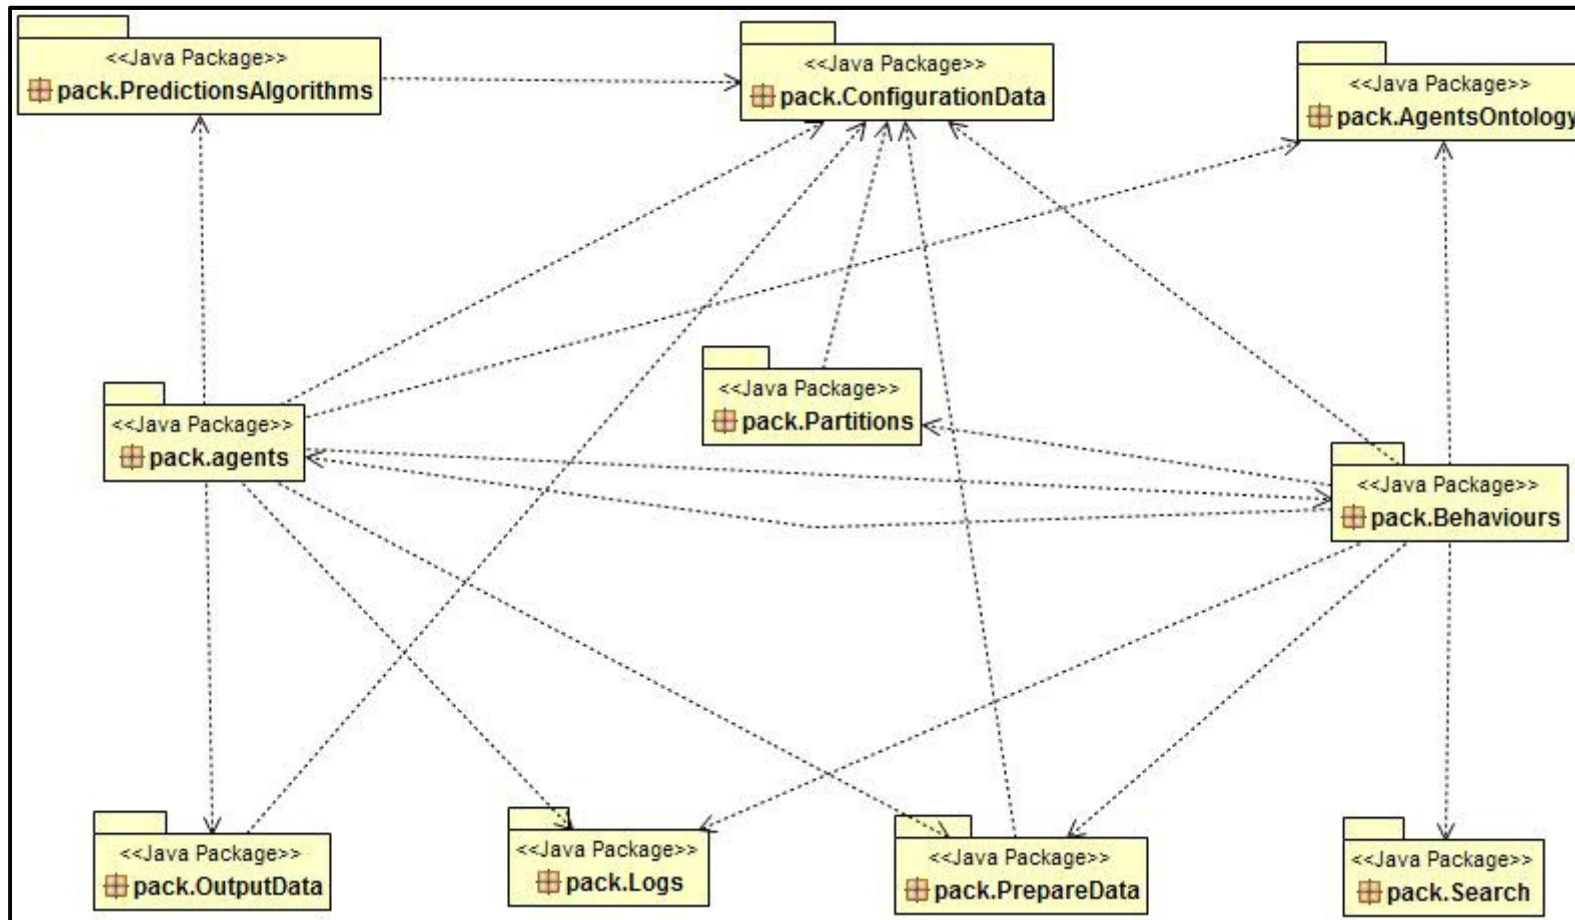 <<Java Package>>
pack.PredictionsAlgorithms
<<Java Package>>
pack.ConfigurationData
<<Java Package>>
pack.AgentsOntology
<<Java Package>>
pack.Partitions
<<Java Package>>
pack.agents
<<Java Package>>
pack.Behaviours
<<Java Package>>
pack.OutputData
<<Java Package>>
pack.Logs
<<Java Package>>
pack.PrepareData
<<Java Package>>
pack.Search